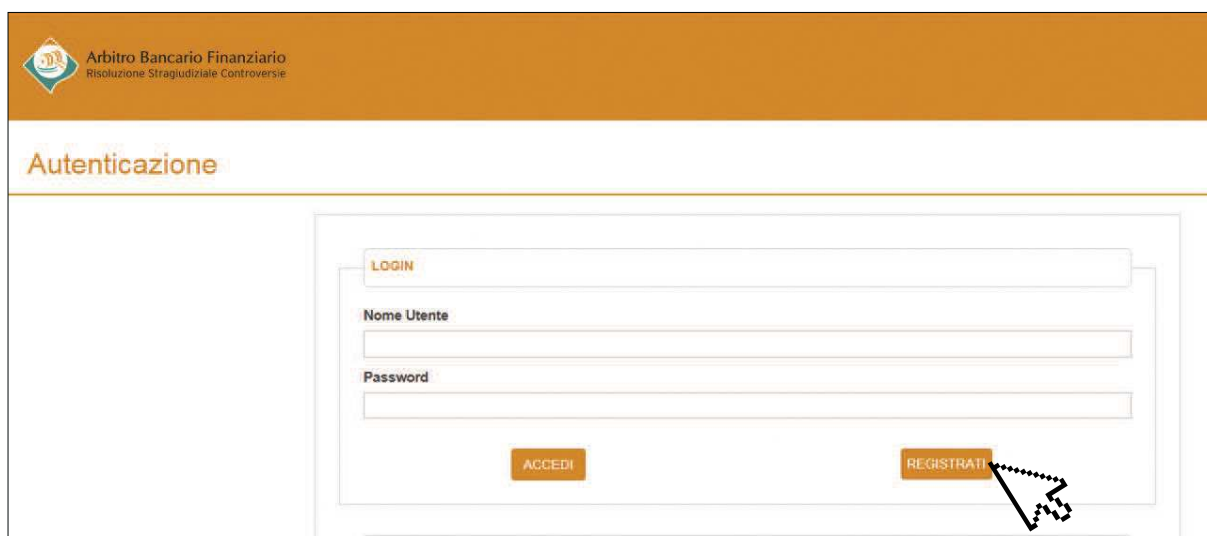 Arbitro Bancario Finanziario
Risoluzione Stragiudiziale Controversie
Autenticazione
LOGIN
Nome Utente
Password
ACCEDI
REGISTRATI